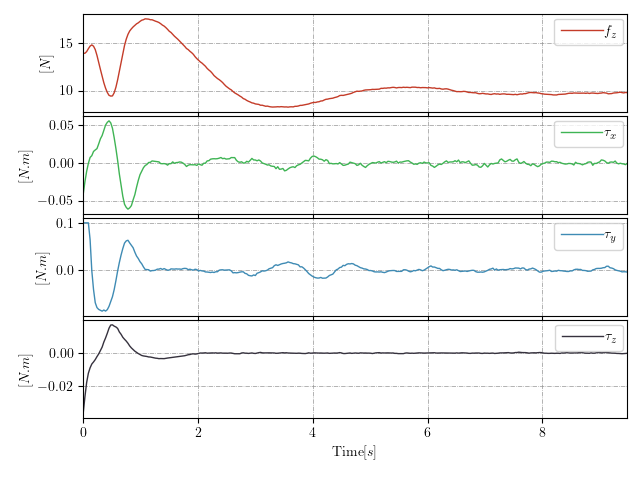 15
10
[N]
f_z
0.05
0.00
−0.05
[N.m]
τ_x
0.1
0.0
[N.m]
τ_y
0.00
−0.02
[N.m]
τ_z
0 2 4 6 8
Time[s]